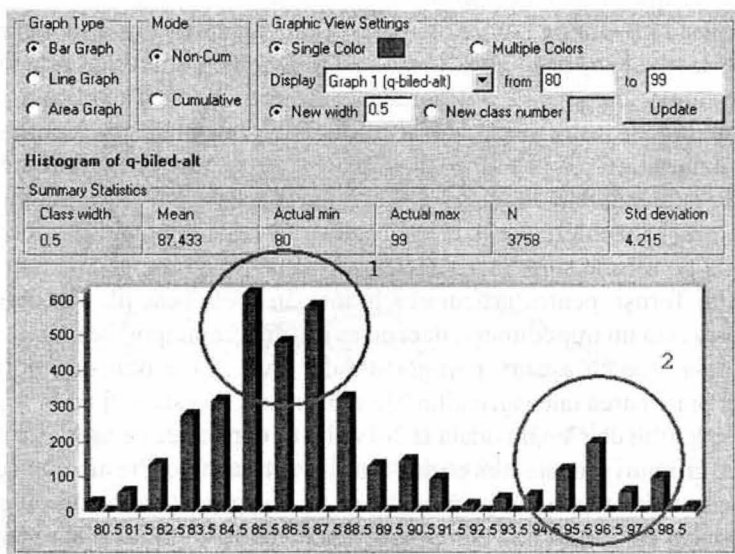 Graph Type
Bar Graph
Line Graph
Area Graph
Mode
Non-Cum
Cumulative
Graphic View Settings
Single Color
Multiple Colors
Display Graph 1 (q-biled-alt) from 80 to 99
New width 0.5 New class number Update
Histogram of q-biled-alt
Summary Statistics
Class width Mean Actual min Actual max N Std deviation
0.5 87.433 80 99 3758 4.215
1
2
600
500
400
300
200
100
0
80.5 81.5 82.5 83.5 84.5 85.5 86.5 87.5 88.5 89.5 90.5 91.5 92.5 93.5 94.5 95.5 96.5 97.5 98.5